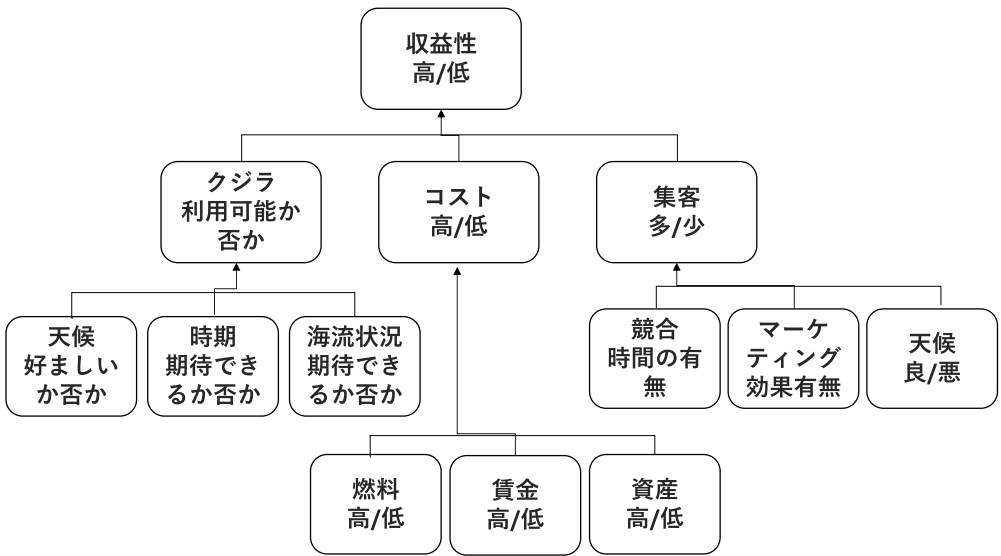 収益性
高/低
クジラ
利用可能か
否か
コスト
高/低
集客
多/少
天候
好ましい
か否か
時期
期待でき
るか否か
海流状況
期待でき
るか否か
競合
時間の有
無
マーケ
ティング
効果有無
天候
良/悪
燃料
高/低
賃金
高/低
資産
高/低